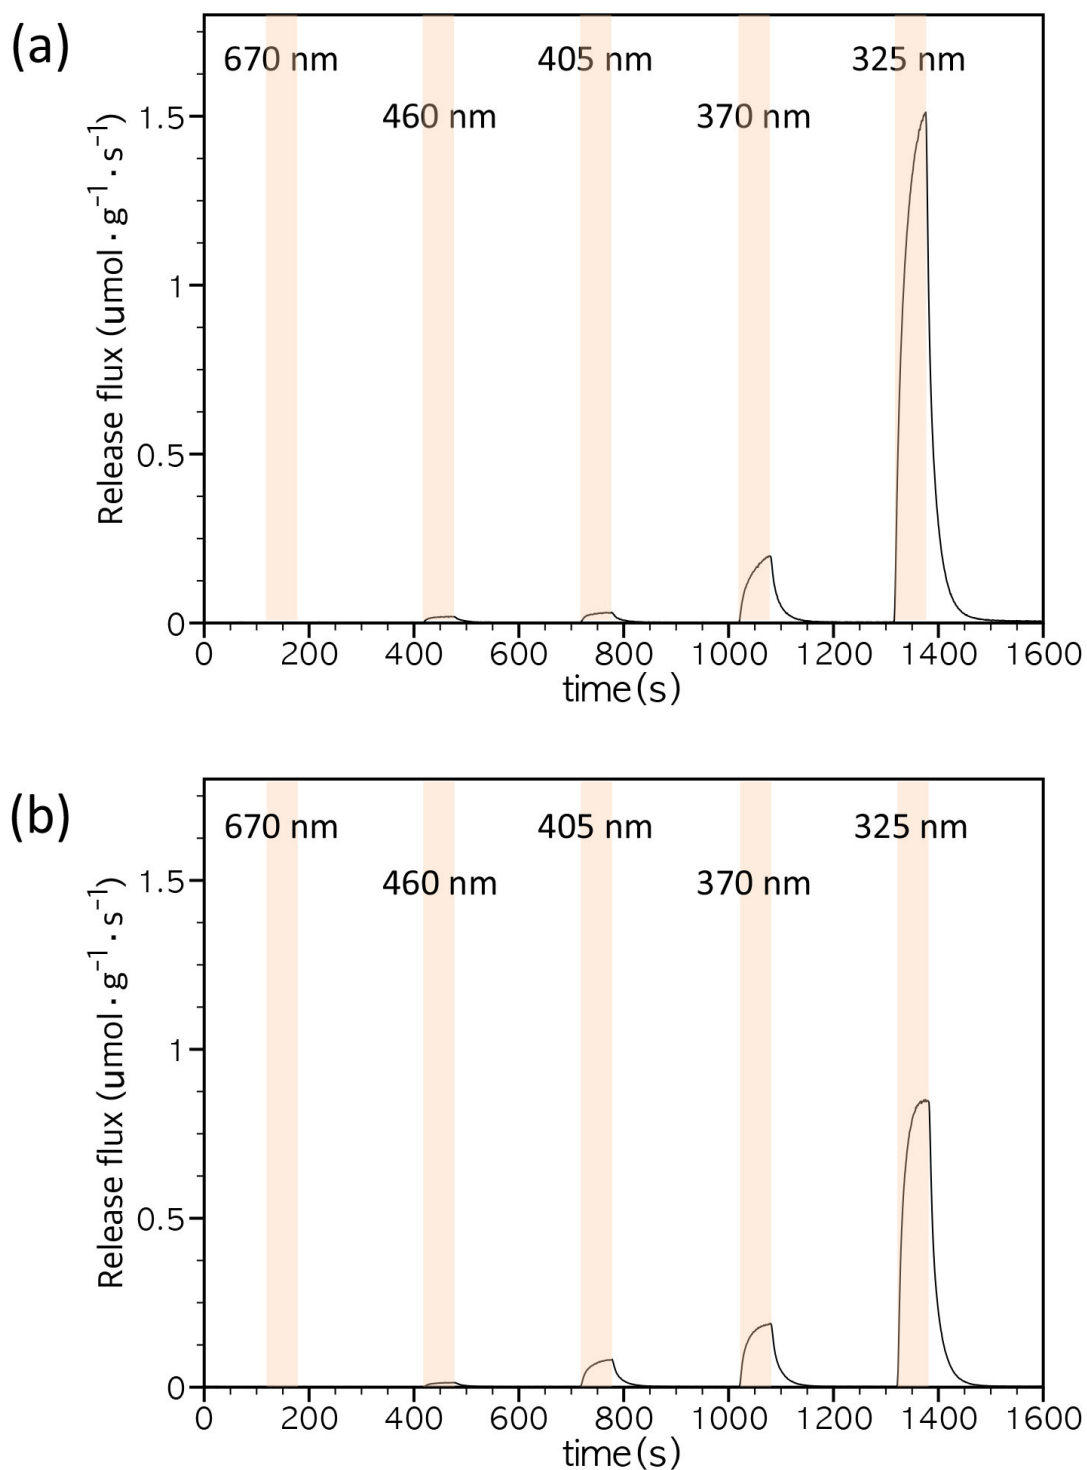 (a)
670 nm
405 nm
325 nm
460 nm
370 nm
Release flux (umol·g⁻¹·s⁻¹)
1.5
1
0.5
0
0 200 400 600 800 1000 1200 1400 1600
time(s)
(b)
670 nm
405 nm
325 nm
460 nm
370 nm
Release flux (umol·g⁻¹·s⁻¹)
1.5
1
0.5
0
0 200 400 600 800 1000 1200 1400 1600
time(s)